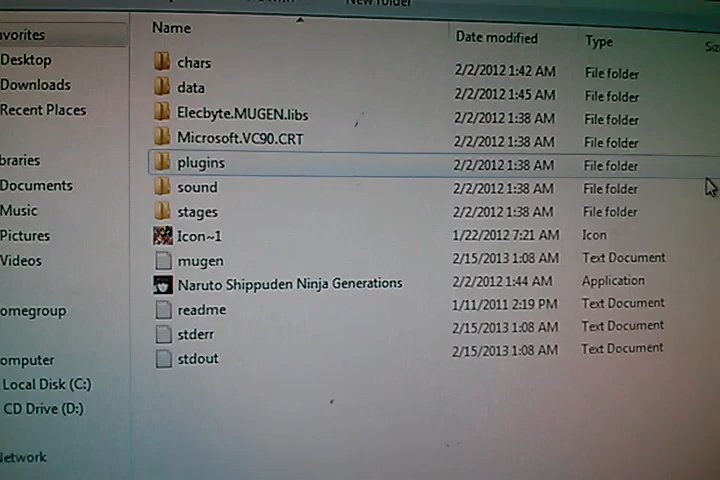 New folder
Name Date modified Type
avorites
Desktop
Downloads
Recent Places
braries
Documents
Music
Pictures
Videos
omegroup
omputer
Local Disk (C:)
CD Drive (D:)
Network
chars 2/2/2012 1:42 AM File folder
data 2/2/2012 1:45 AM File folder
Elecbyte.MUGEN.libs 2/2/2012 1:38 AM File folder
Microsoft.VC90.CRT 2/2/2012 1:38 AM File folder
plugins 2/2/2012 1:38 AM File folder
sound 2/2/2012 1:38 AM File folder
stages 2/2/2012 1:38 AM File folder
Icon~1 1/22/2012 7:21 AM Icon
mugen 2/15/2013 1:08 AM Text Document
Naruto Shippuden Ninja Generations 2/2/2012 1:44 AM Application
readme 1/11/2011 2:19 PM Text Document
stderr 2/15/2013 1:08 AM Text Document
stdout 2/15/2013 1:08 AM Text Document